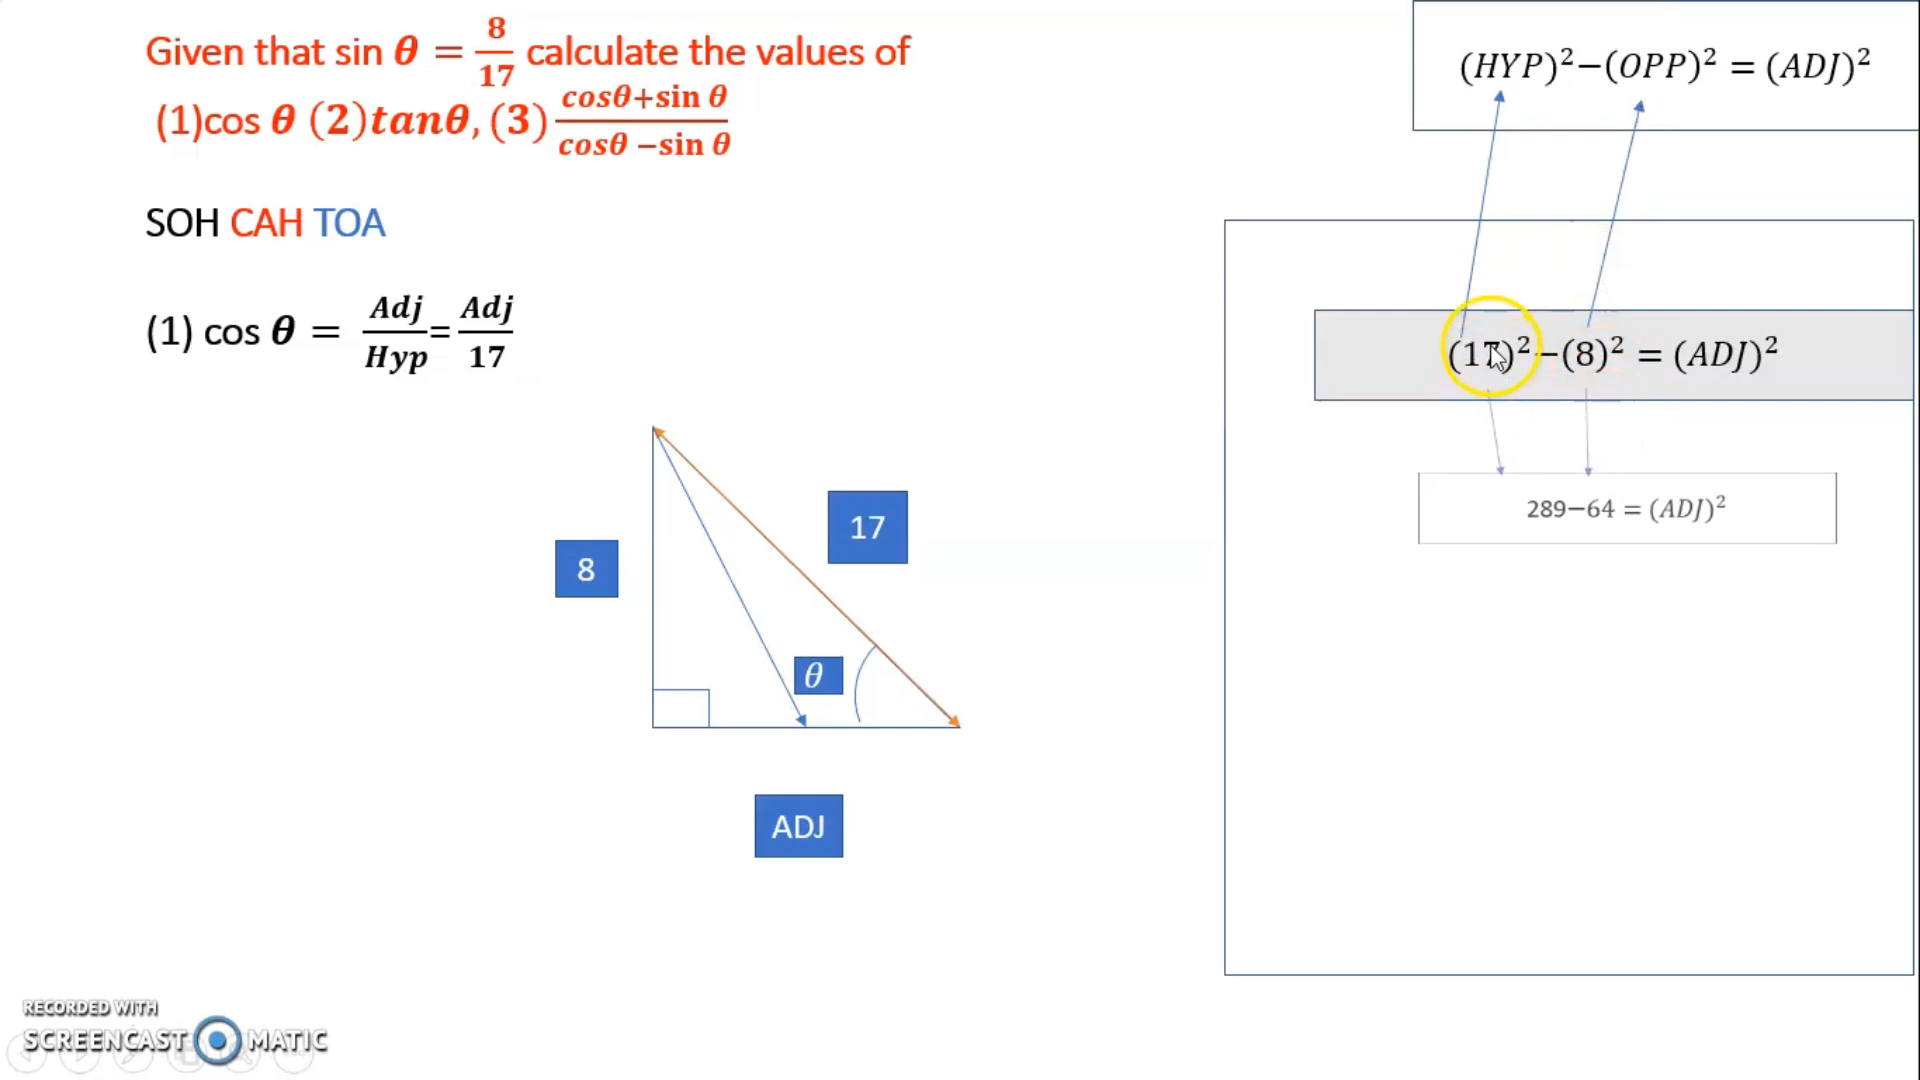 Given that sin θ = 8/17 calculate the values of
(1)cos θ (2)tanθ, (3) cosθ+sin θ / cosθ −sin θ
SOH CAH TOA
(1) cos θ = Adj/Hyp = Adj/17
8
17
θ
ADJ
(HYP)²−(OPP)² = (ADJ)²
(17)²−(8)² = (ADJ)²
289−64 = (ADJ)²
RECORDED WITH
SCREENCAST MATIC